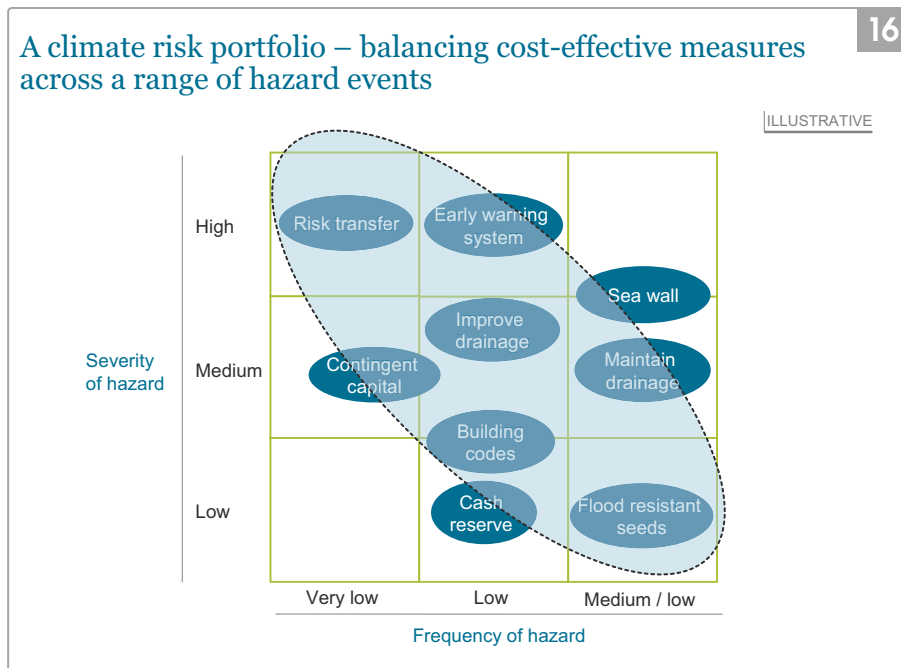 16
A climate risk portfolio – balancing cost-effective measures
across a range of hazard events
ILLUSTRATIVE
High
Risk transfer
Early warning
system
Sea wall
Severity
of hazard
Medium
Improve
drainage
Contingent
capital
Maintain
drainage
Building
codes
Low
Cash
reserve
Flood resistant
seeds
Very low
Low
Medium / low
Frequency of hazard